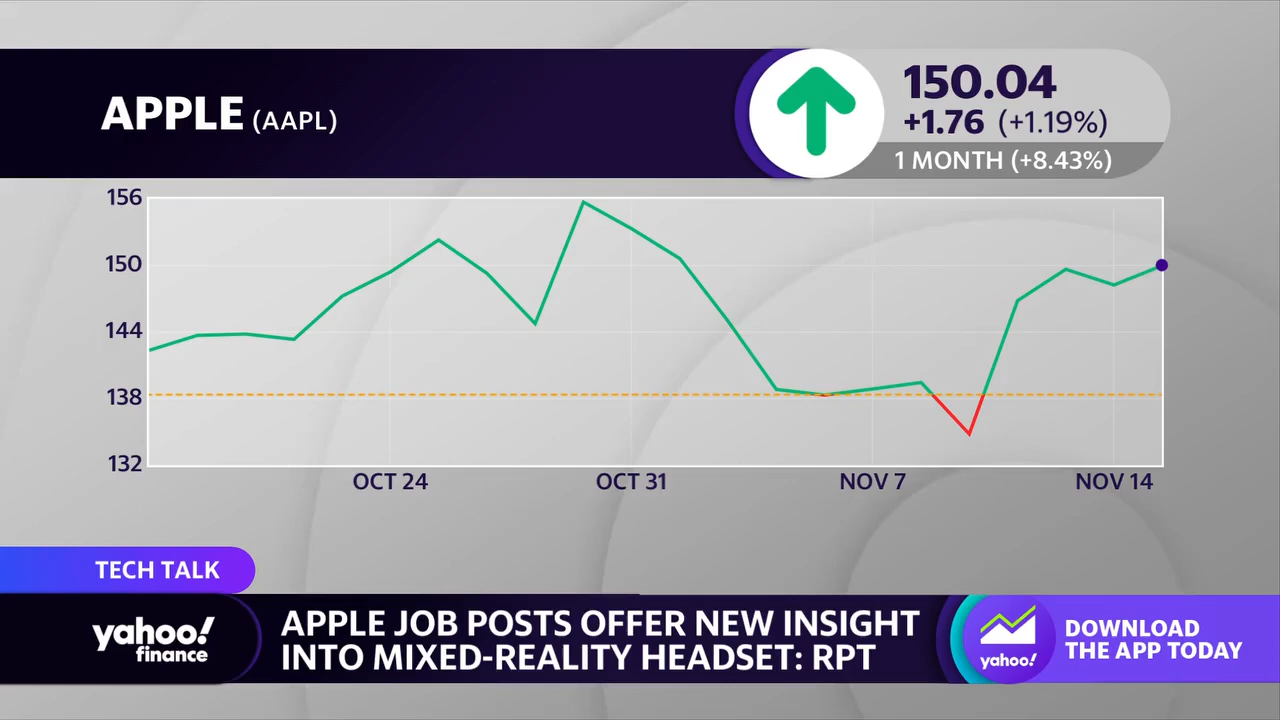 APPLE (AAPL)
150.04
+1.76 (+1.19%)
1 MONTH (+8.43%)
156
150
144
138
132
OCT 24
OCT 31
NOV 7
NOV 14
TECH TALK
yahoo!
finance
APPLE JOB POSTS OFFER NEW INSIGHT
INTO MIXED-REALITY HEADSET: RPT
yahoo!
DOWNLOAD
THE APP TODAY